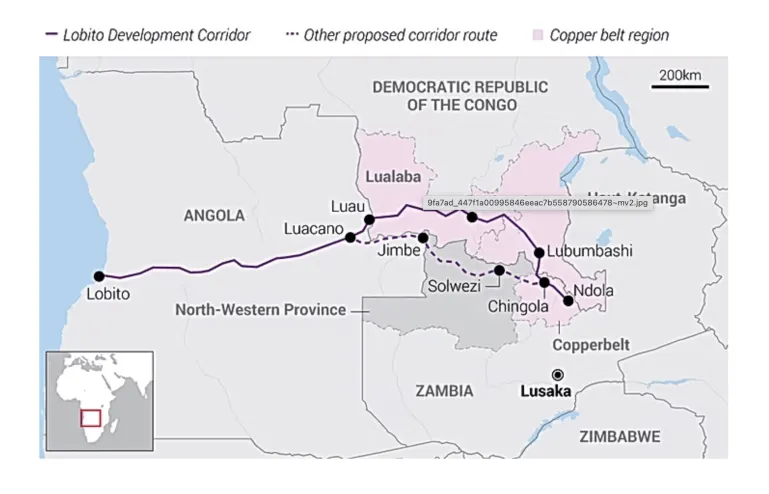 Lobito Development Corridor
Other proposed corridor route
Copper belt region
200km
DEMOCRATIC REPUBLIC
OF THE CONGO
Lualaba
9fa7ad_447f1a00995846eeac7b558790586478~mv2.jpg
Haut-Katanga
Luau
ANGOLA
Luacano
Jimbe
Lubumbashi
Lobito
Solwezi
Ndola
North-Western Province
Chingola
Copperbelt
ZAMBIA
Lusaka
ZIMBABWE